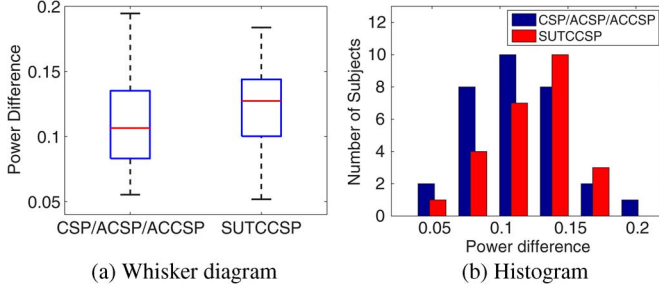 0.2
0.15
0.1
0.05
Power Difference
CSP/ACSP/ACCSP SUTCCSP
(a) Whisker diagram
CSP/ACSP/ACCSP
SUTCCSP
12
10
8
6
4
2
0
Number of Subjects
0.05 0.1 0.15 0.2
Power difference
(b) Histogram